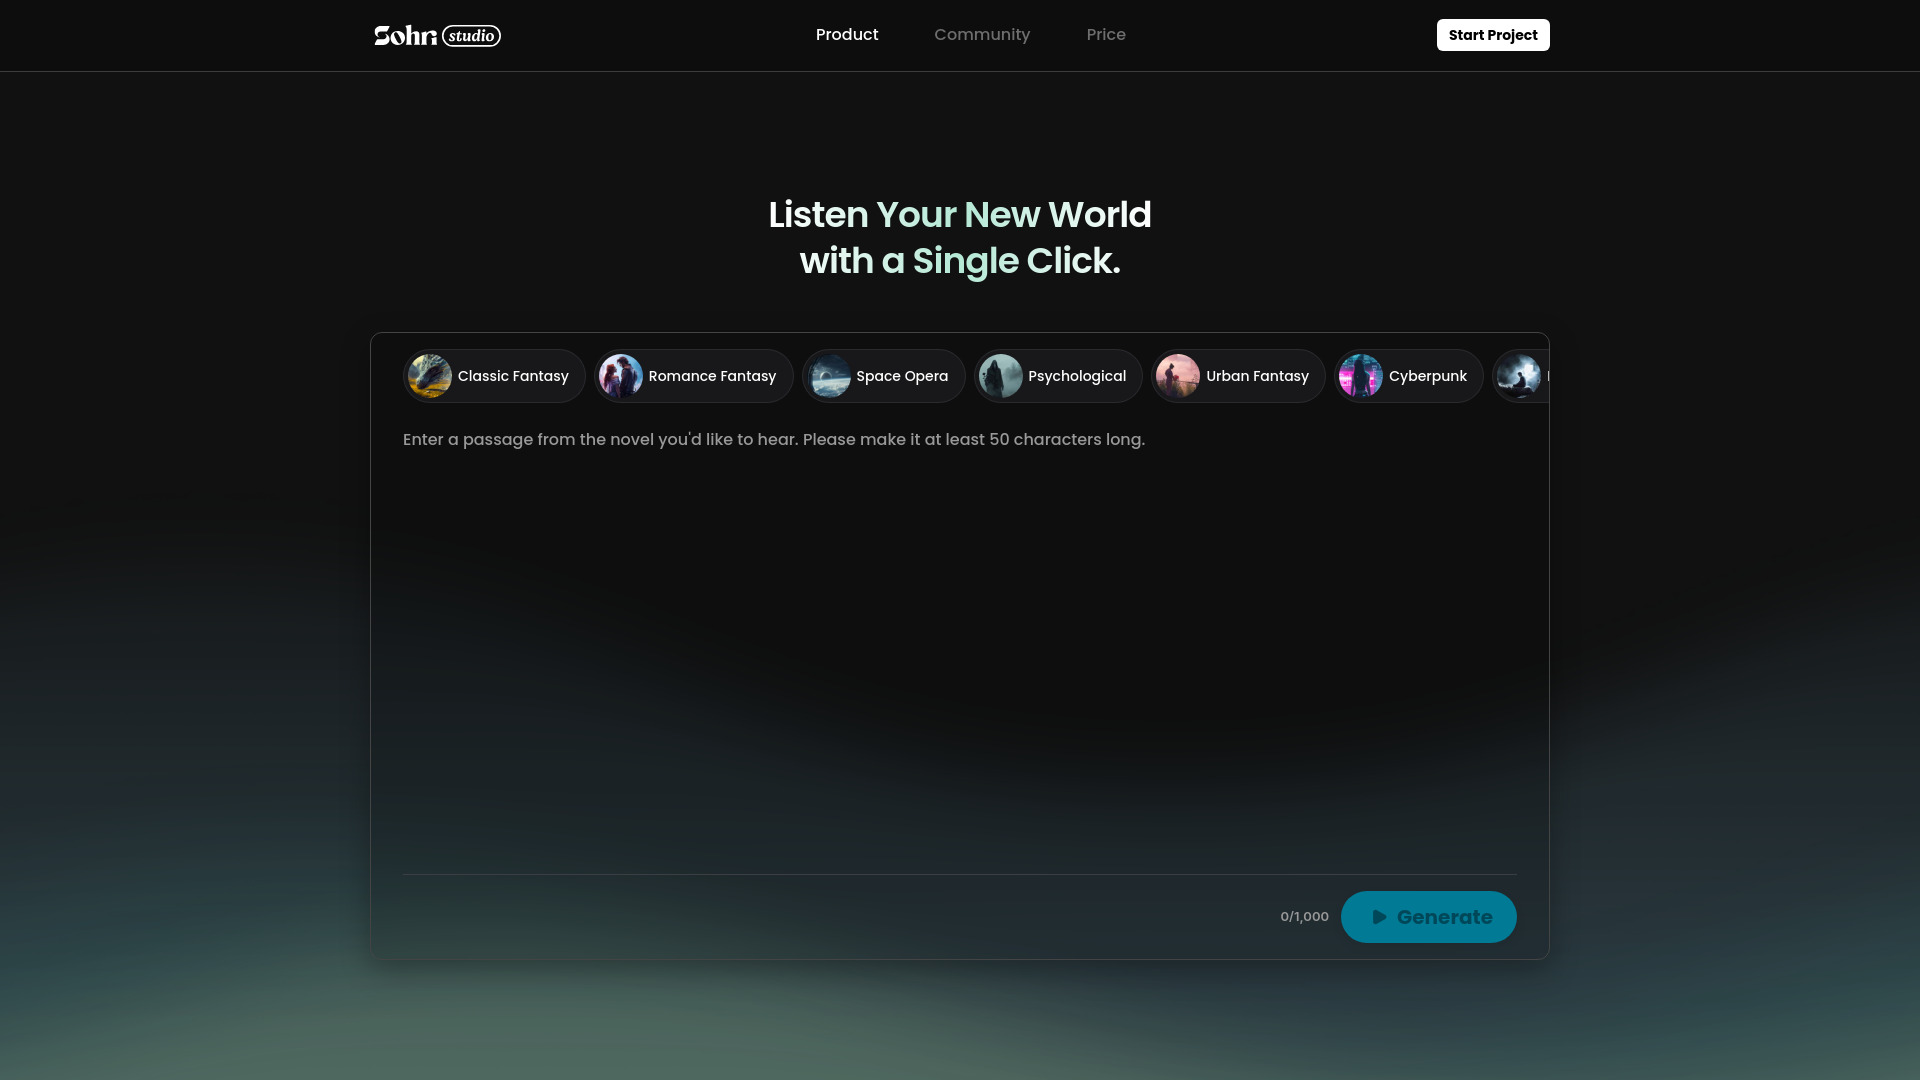 Sohri studio
Product
Community
Price
Start Project
Listen Your New World
with a Single Click.
Classic Fantasy
Romance Fantasy
Space Opera
Psychological
Urban Fantasy
Cyberpunk
Enter a passage from the novel you'd like to hear. Please make it at least 50 characters long.
0/1,000
Generate